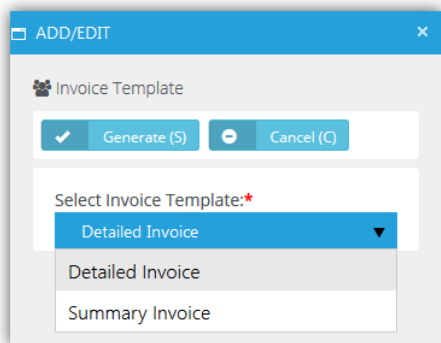 ADD/EDIT ×
Invoice Template
Generate (S) Cancel (C)
Select Invoice Template:*
Detailed Invoice
Detailed Invoice
Summary Invoice